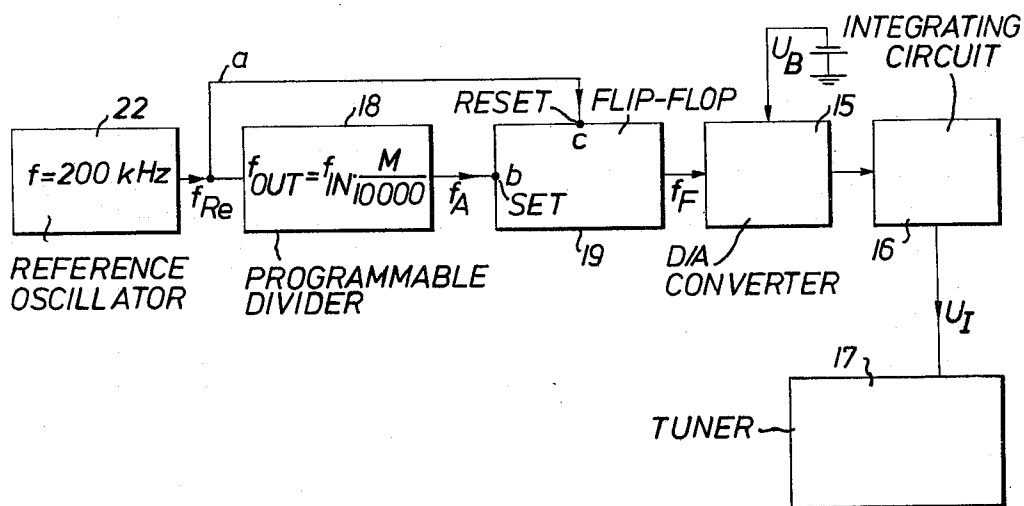 INTEGRATING
CIRCUIT
a
U_B
22
18
RESET
FLIP-FLOP
15
c
f=200 kHz
f_Re
f_OUT = f_IN · M/10000
f_A
b
SET
f_F
19
16
REFERENCE
OSCILLATOR
PROGRAMMABLE
DIVIDER
D/A
CONVERTER
U_I
17
TUNER